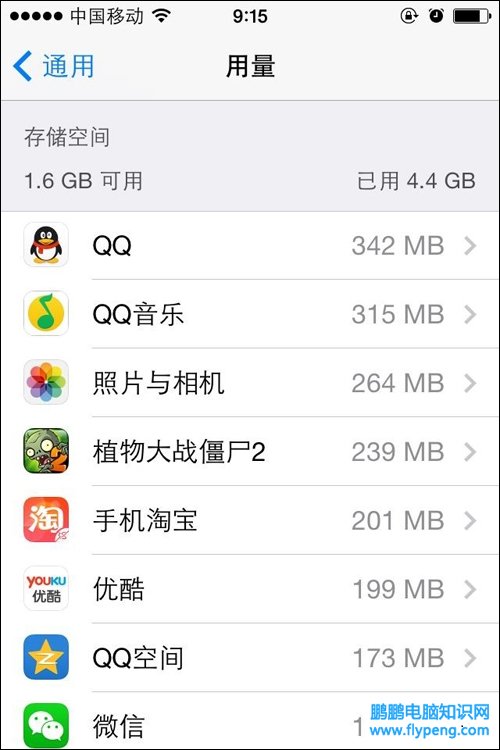 中国移动 9:15
通用 用量
存储空间
1.6 GB 可用 已用 4.4 GB
QQ 342 MB
QQ音乐 315 MB
照片与相机 264 MB
植物大战僵尸2 239 MB
2
手机淘宝 201 MB
淘
优酷 199 MB
YOUKU
优酷
QQ空间 173 MB
微信 1
鹏鹏电脑知识网
www.flypeng.com